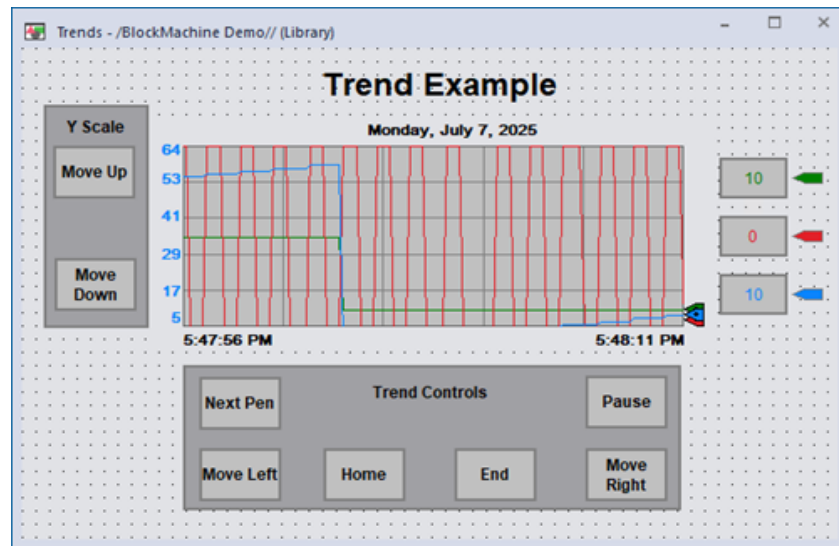 Trends - /BlockMachine Demo// (Library)
Trend Example
Y Scale
Monday, July 7, 2025
Move Up
64
53
41
29
17
5
Move
Down
10
0
10
5:47:56 PM
5:48:11 PM
Next Pen
Trend Controls
Pause
Move Left
Home
End
Move
Right